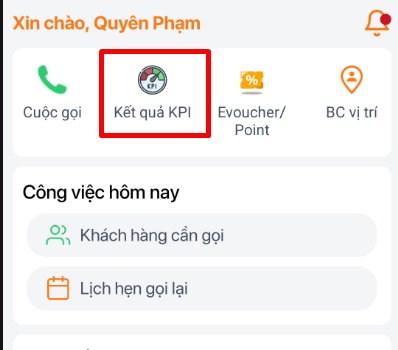 Xin chào, Quyên Phạm
KPI
%
Cuộc gọi
Kết quả KPI
Evoucher/
Point
BC vị trí
Công việc hôm nay
Khách hàng cần gọi
Lịch hẹn gọi lại